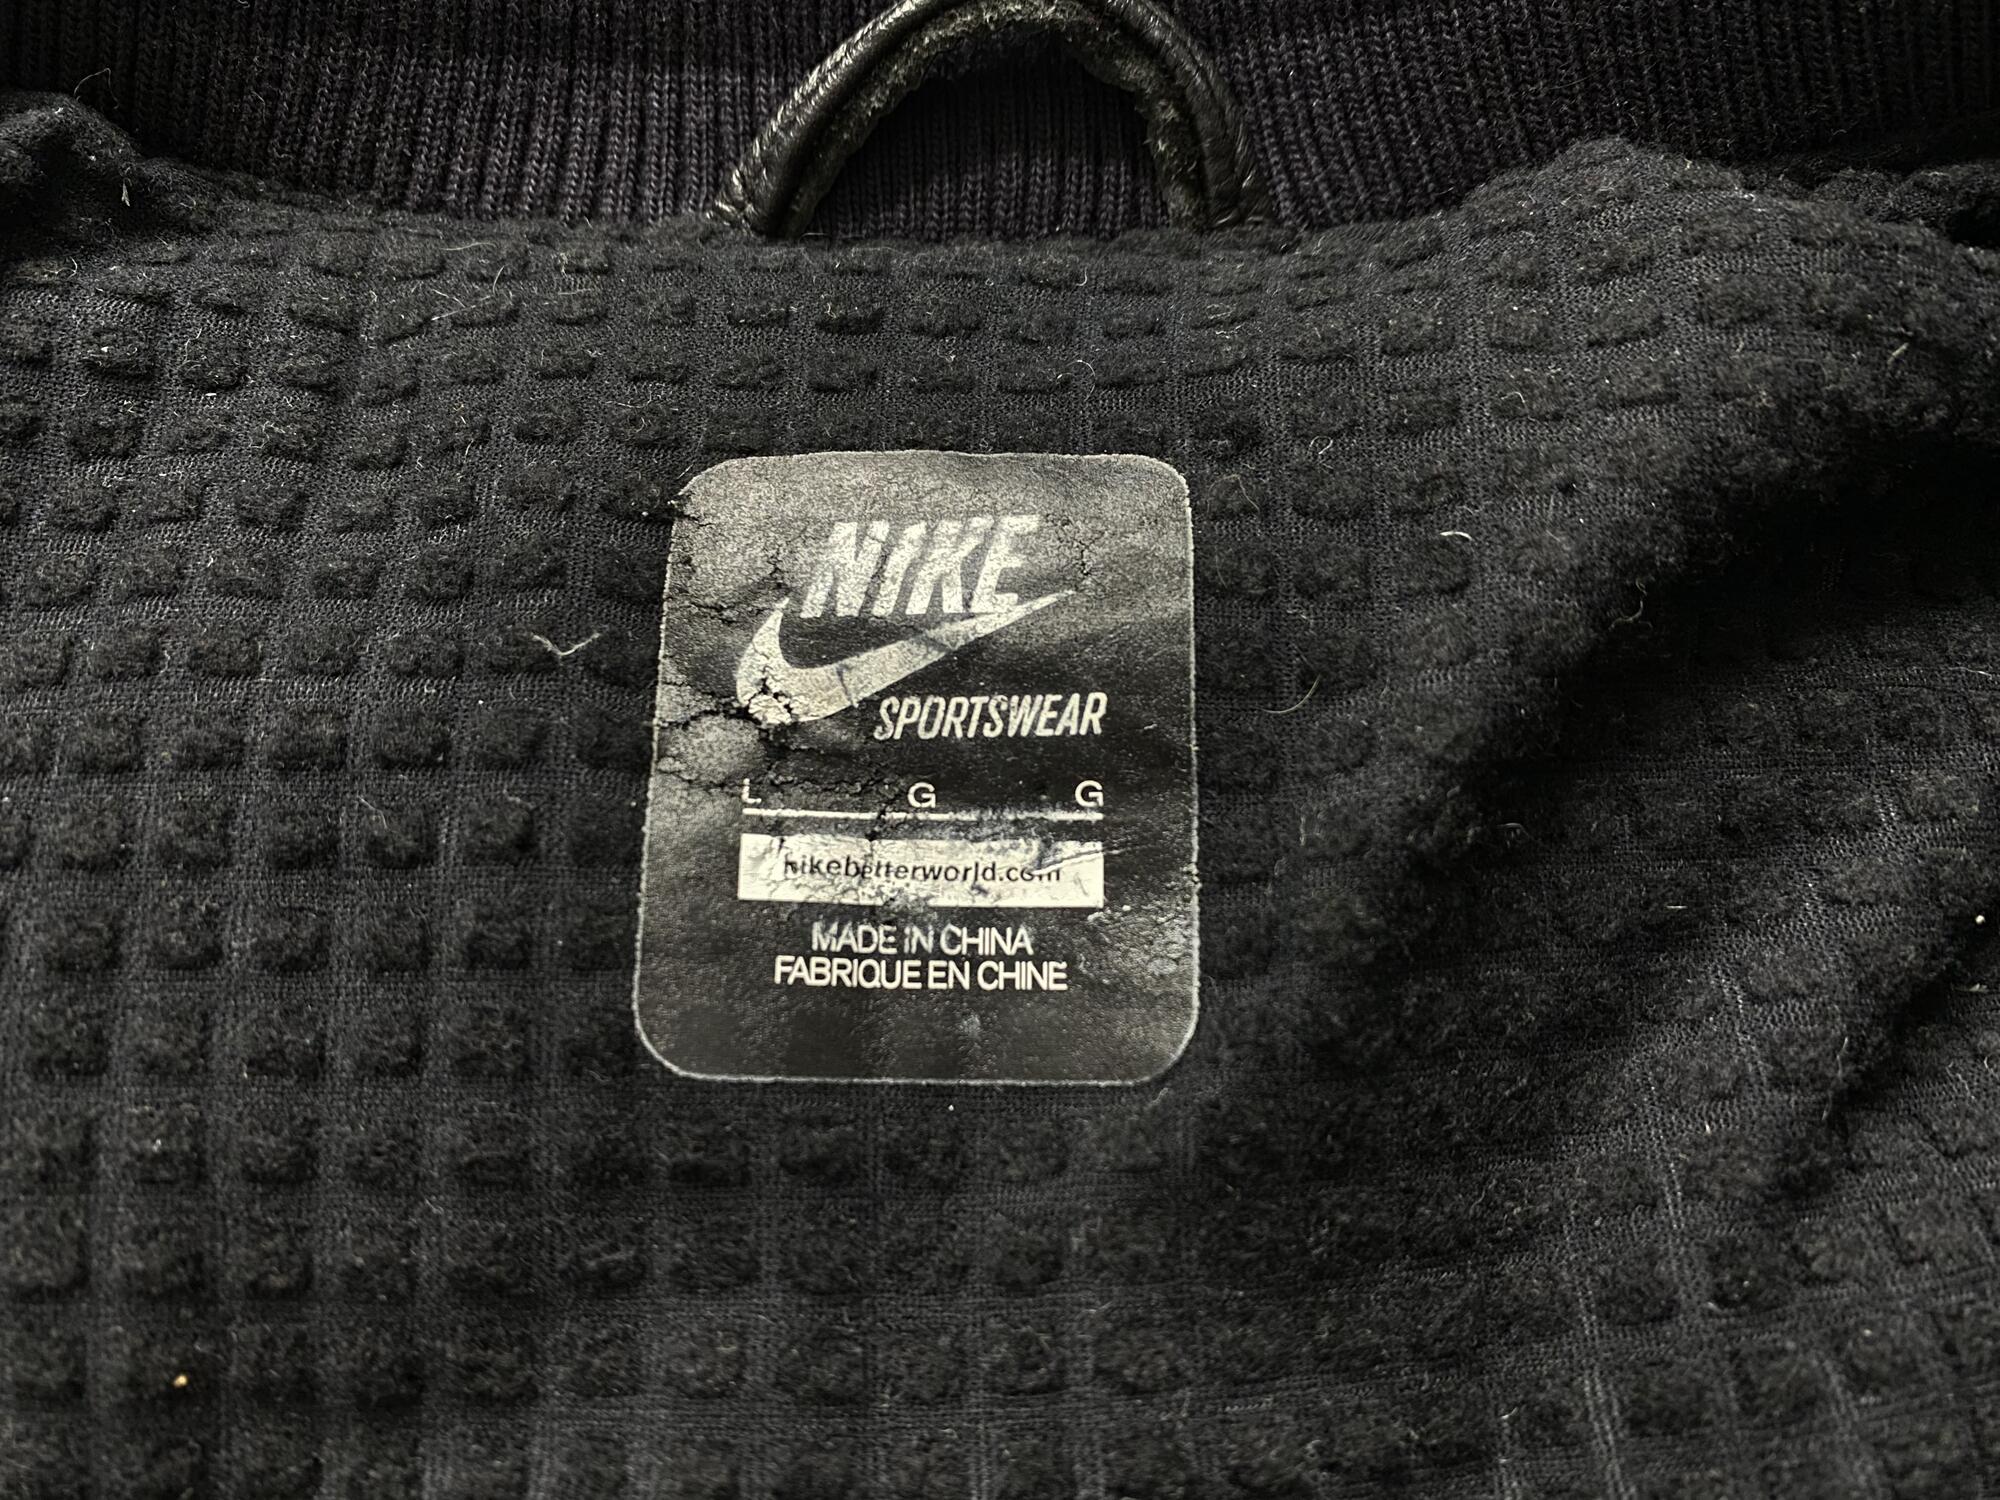 NIKE
SPORTSWEAR
L G G
nikebetterworld.com
MADE IN CHINA
FABRIQUE EN CHINE